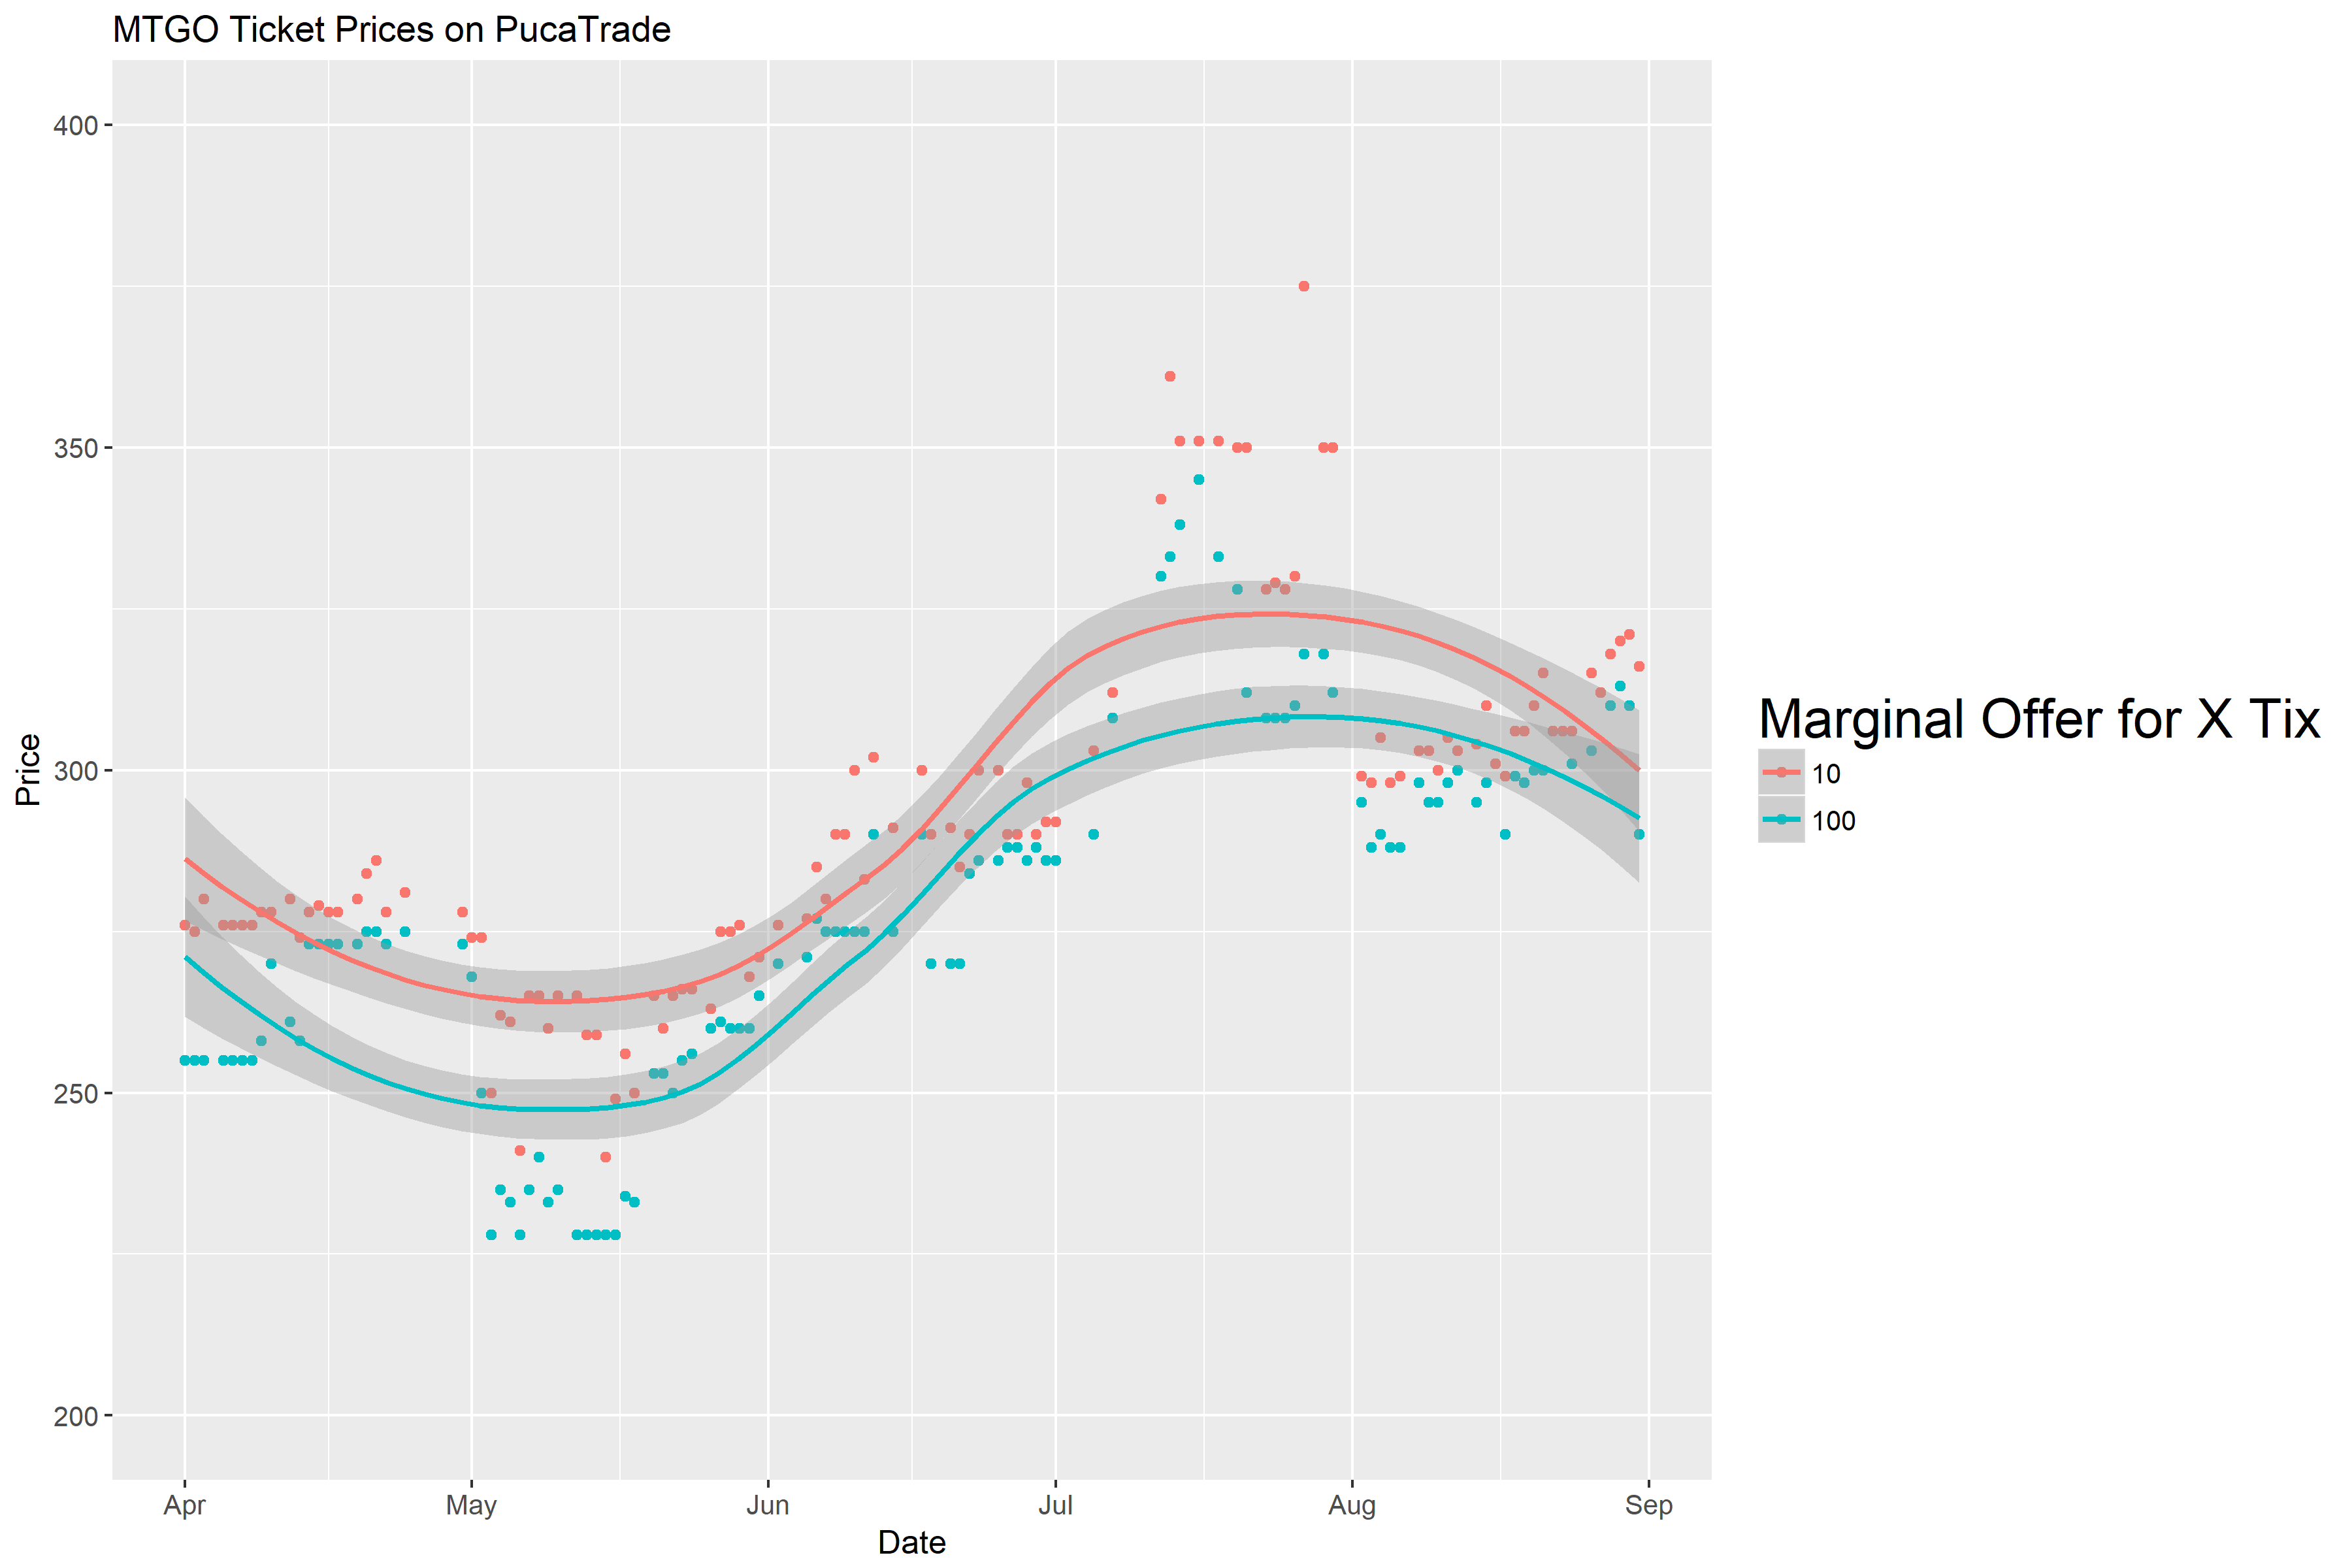 MTGO Ticket Prices on PucaTrade
400
350
300
250
200
Price
Apr May Jun Jul Aug Sep
Date
Marginal Offer for X Tix
10
100